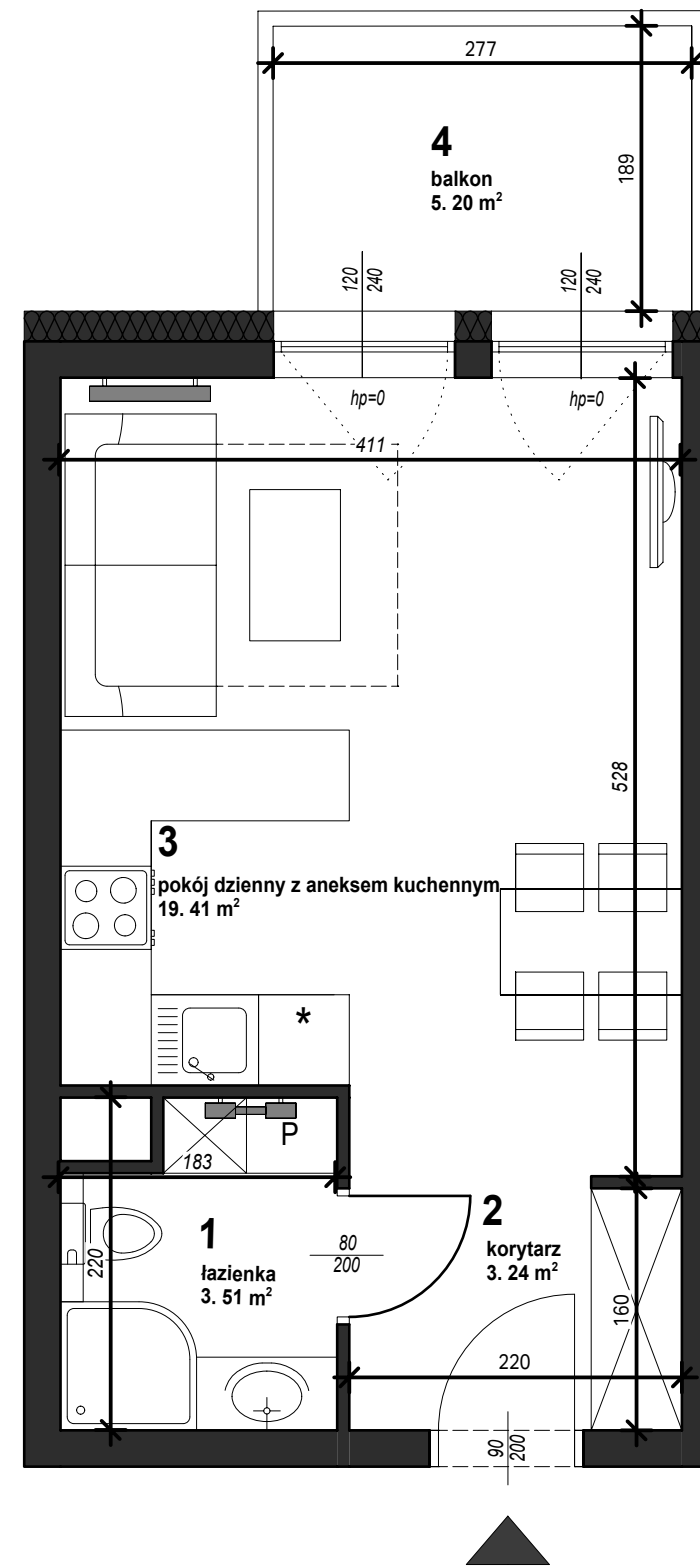 277
189
4
balkon
5. 20 m²
120
240
120
240
hp=0
hp=0
411
528
3
pokój dzienny z aneksem kuchennym
19. 41 m²
*
P
183
220
1
łazienka
3. 51 m²
80
200
2
korytarz
3. 24 m²
160
220
90
200